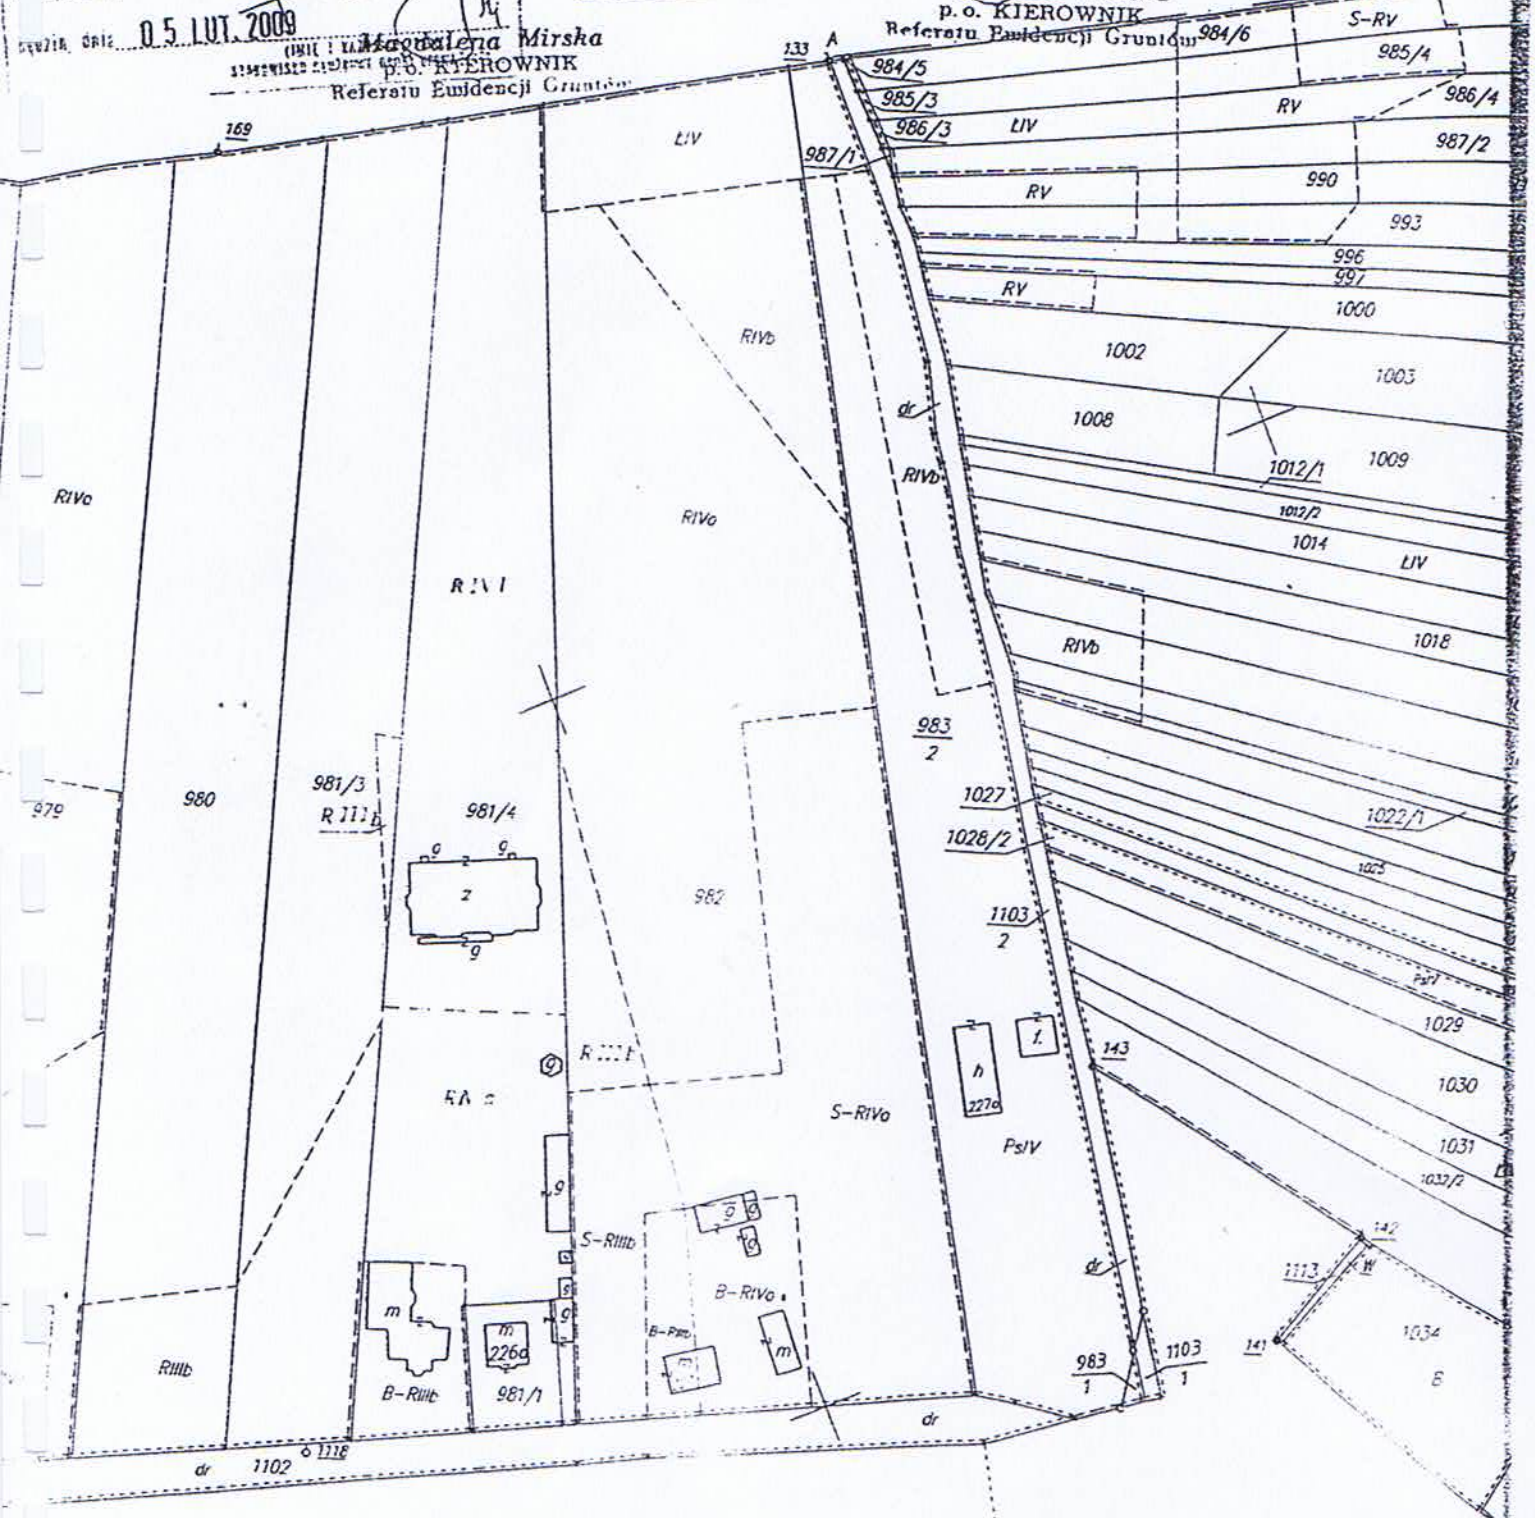 05 LUT. 2009
Magdalena Mirska
p.o. KIEROWNIK
Referatu Ewidencji Gruntów
p.o. KIEROWNIK
Referatu Ewidencji Gruntów
984/6
S-RV
133
A
984/5
985/4
985/3
RV
986/4
169
986/3
ŁIV
ŁIV
987/1
987/2
RV
990
993
996
997
RV
1000
RIVb
1002
1003
dr
1008
1012/1
1009
RIVb
RIVa
RIVa
1012/2
1014
ŁIV
1018
RIVb
983
2
981/3
980
979
981/4
R IIIb
1027
1022/1
1028/2
1025
g
g
z
982
1103
2
g
PsIV
1029
f.
143
g
R IIIb
h
227a
1030
S-RIVa
PsIV
1031
1032/2
g
g
g
142
S-RIIIb
g
w
dr
1113
s
B-RIVa
m
g
m
226a
m
1034
141
B
983
1
1103
1
RIIIb
B-RIIIb
981/1
m
dr
1118
dr
1102